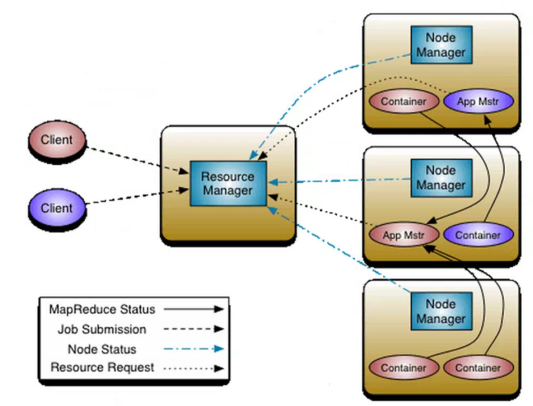 Node
Manager
Container
App Mstr
Client
Client
Resource
Manager
Node
Manager
App Mstr
Container
Node
Manager
Container
Container
MapReduce Status
Job Submission
Node Status
Resource Request